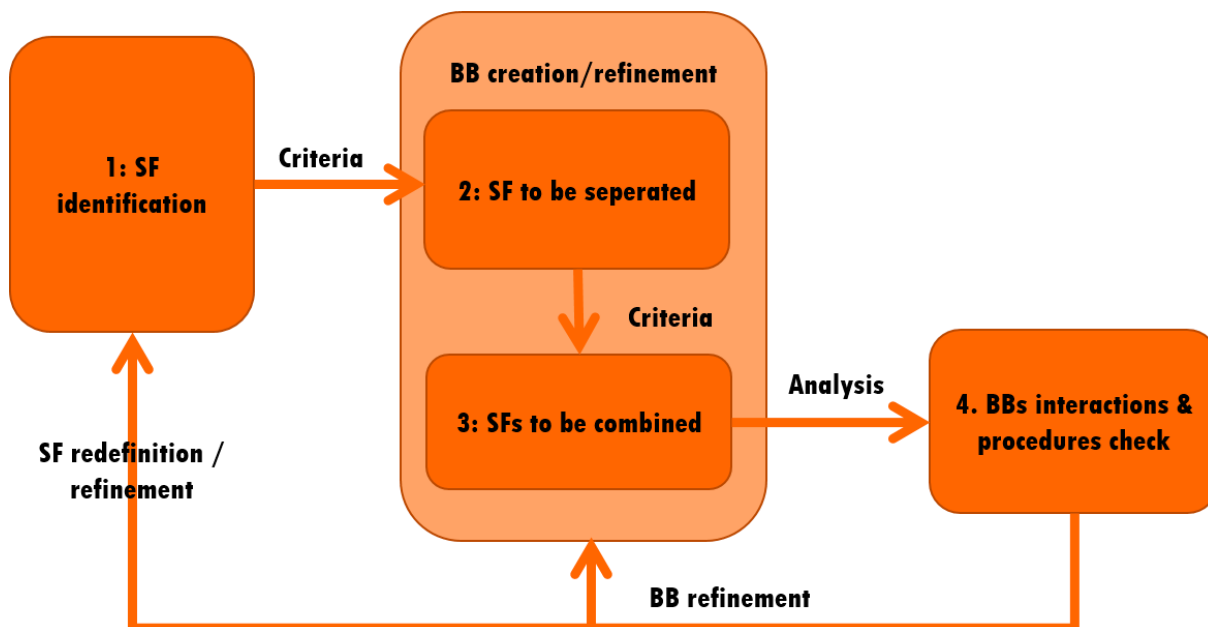 1: SF
identification
Criteria
BB creation/refinement
2: SF to be seperated
Criteria
3: SFs to be combined
Analysis
4. BBs interactions &
procedures check
SF redefinition /
refinement
BB refinement